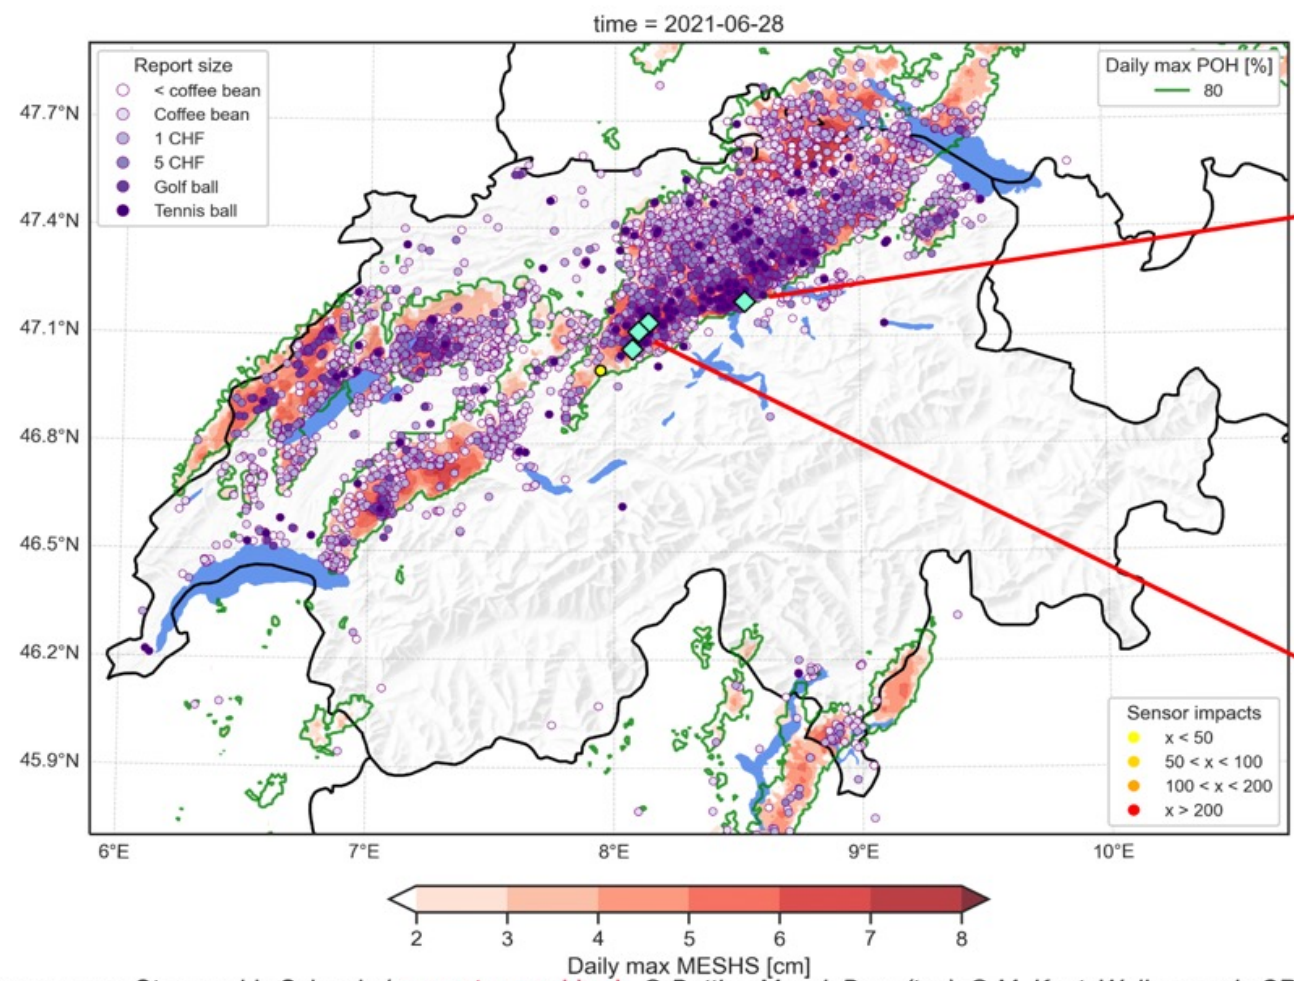 time = 2021-06-28
Report size
< coffee bean
Coffee bean
1 CHF
5 CHF
Golf ball
Tennis ball
Daily max POH [%]
80
47.7°N
47.4°N
47.1°N
46.8°N
46.5°N
46.2°N
45.9°N
Sensor impacts
x < 50
50 < x < 100
100 < x < 200
x > 200
6°E 7°E 8°E 9°E 10°E
2 3 4 5 6 7 8
Daily max MESHS [cm]